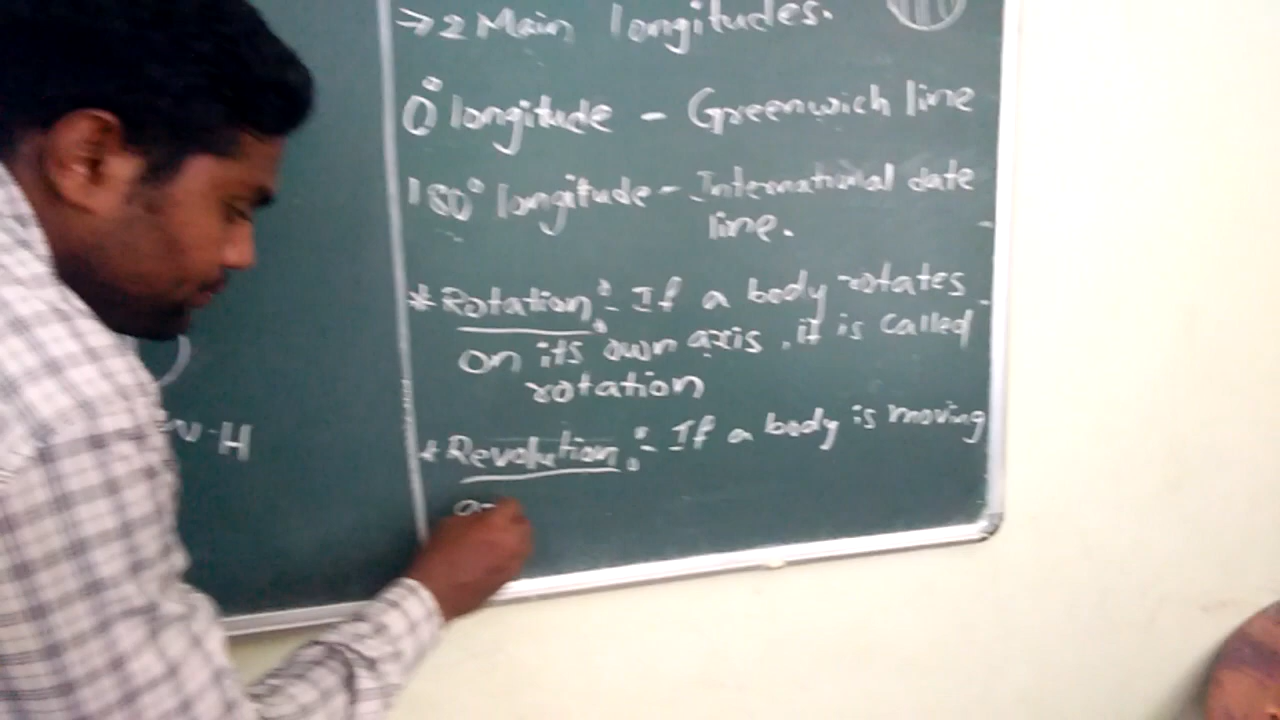 → 2 Main longitudes.
0° longitude - Greenwich line
180° longitude - International date
line.
* Rotation :- If a body rotates
on its own axis, it is called
rotation
W-H
* Revolution :- If a body is moving
a